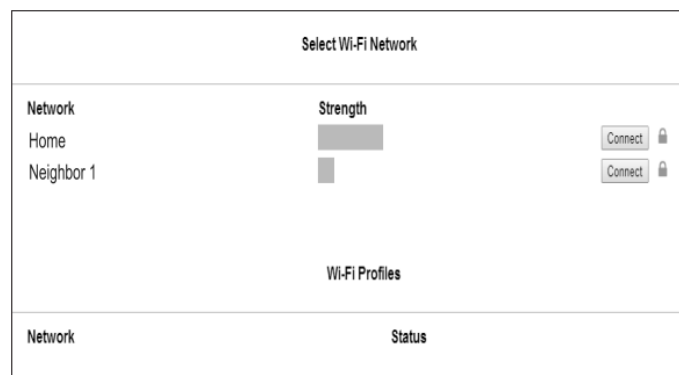 Select Wi-Fi Network
Network Strength
Home Connect
Neighbor 1 Connect
Wi-Fi Profiles
Network Status